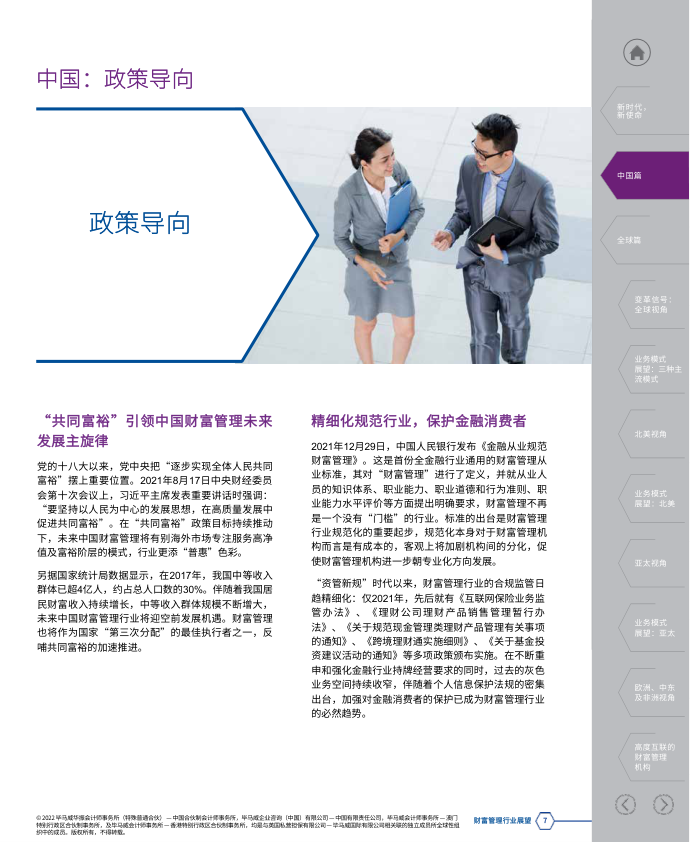 中国：政策导向
政策导向
“共同富裕”引领中国财富管理未来
发展主旋律
党的十八大以来，党中央把“逐步实现全体人民共同
富裕”摆上重要位置。2021年8月17日中央财经委员
会第十次会议上，习近平主席发表重要讲话时强调：
“要坚持以人民为中心的发展思想，在高质量发展中
促进共同富裕”。在“共同富裕”政策目标持续推动
下，未来中国财富管理将有别海外市场专注服务高净
值及富裕阶层的模式，行业更添“普惠”色彩。
另据国家统计局数据显示，在2017年，我国中等收入
群体已超4亿人，约占总人口数的30%。伴随着我国居
民财富收入持续增长，中等收入群体规模不断增大，
未来中国财富管理行业将迎空前发展机遇。财富管理
也将作为国家“第三次分配”的最佳执行者之一，反
哺共同富裕的加速推进。
精细化规范行业，保护金融消费者
2021年12月29日，中国人民银行发布《金融从业规范
财富管理》。这是首份全金融行业通用的财富管理从
业标准，其对“财富管理”进行了定义，并就从业人
员的知识体系、职业能力、职业道德和行为准则、职
业能力水平评价等方面提出明确要求，财富管理不再
是一个没有“门槛”的行业。标准的出台是财富管理
行业规范化的重要起步，规范化本身对于财富管理机
构而言是有成本的，客观上将加剧机构间的分化，促
使财富管理机构进一步朝专业化方向发展。
“资管新规”时代以来，财富管理行业的合规监管日
趋精细化：仅2021年，先后就有《互联网保险业务监
管办法》、《理财公司理财产品销售管理暂行办
法》、《关于规范现金管理类理财产品管理有关事项
的通知》、《跨境理财通实施细则》、《关于基金投
资建议活动的通知》等多项政策颁布实施。在不断重
申和强化金融行业持牌经营要求的同时，过去的灰色
业务空间持续收窄，伴随着个人信息保护法规的密集
出台，加强对金融消费者的保护已成为财富管理行业
的必然趋势。
新时代，
新使命
中国篇
全球篇
变革信号：
全球视角
业务模式
展望：三种主
流模式
北美视角
业务模式
展望：北美
亚太视角
业务模式
展望：亚太
欧洲、中东
及非洲视角
高度互联的
财富管理
机构
© 2022 毕马威华振会计师事务所（特殊普通合伙） — 中国合伙制会计师事务所，毕马威企业咨询（中国）有限公司 — 中国有限责任公司，毕马威会计师事务所 — 澳门
特别行政区合伙制事务所，及毕马威会计师事务所 — 香港特别行政区合伙制事务所，均是与英国私营担保有限公司 — 毕马威国际有限公司相关联的独立成员所全球性组
织中的成员。版权所有，不得转载。
财富管理行业展望 7